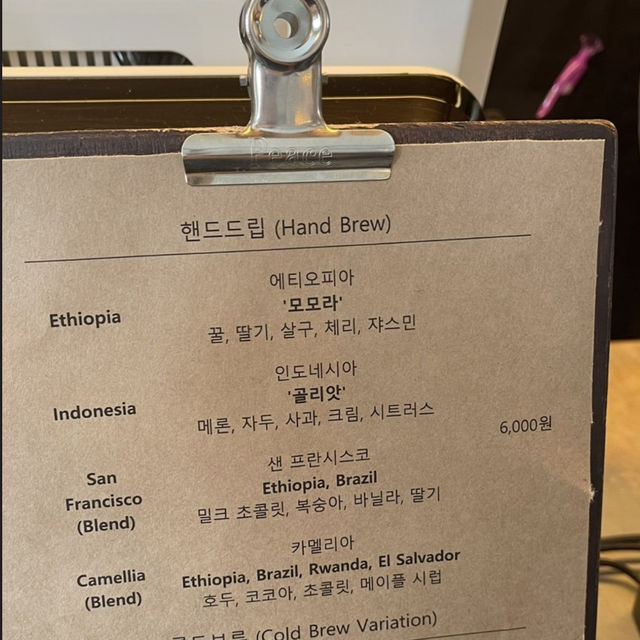 Peace
핸드드립 (Hand Brew)
에티오피아
Ethiopia
'모모라'
꿀, 딸기, 살구, 체리, 쟈스민
인도네시아
Indonesia
'골리앗'
메론, 자두, 사과, 크림, 시트러스
6,000원
샌 프란시스코
San
Francisco
(Blend)
Ethiopia, Brazil
밀크 초콜릿, 복숭아, 바닐라, 딸기
카멜리아
Camellia
(Blend)
Ethiopia, Brazil, Rwanda, El Salvador
호두, 코코아, 초콜릿, 메이플 시럽
(Cold Brew Variation)